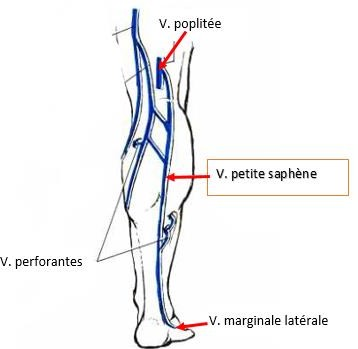 V. poplitée
V. petite saphène
V. perforantes
V. marginale latérale